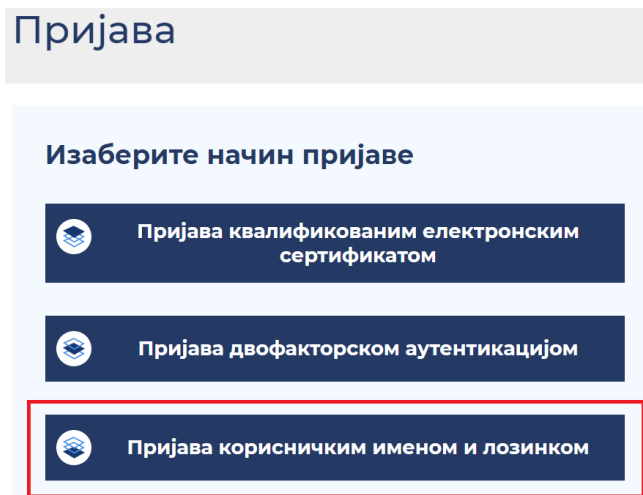 Пријава
Изаберите начин пријаве
Пријава квалификованим електронским
сертификатом
Пријава двофакторском аутентикацијом
Пријава корисничким именом и лозинком